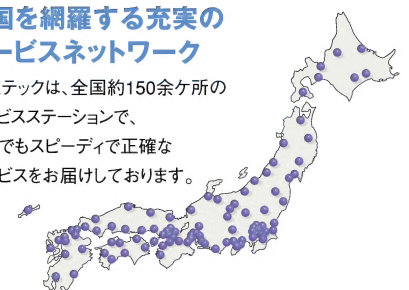 国を網羅する充実の
ービスネットワーク
テックは、全国約150余ケ所の
ビスステーションで、
でもスピーディで正確な
ビスをお届けしております。